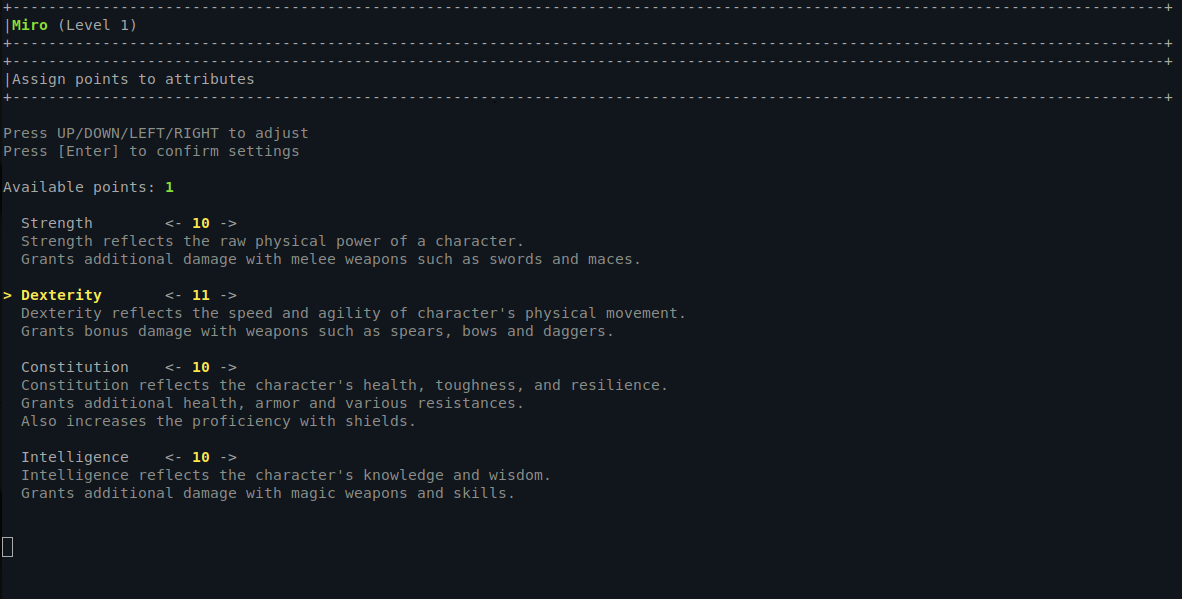 +--------------------------------------------------------------------------------------------------------------------------------+
|Miro (Level 1)
+--------------------------------------------------------------------------------------------------------------------------------+
+--------------------------------------------------------------------------------------------------------------------------------+
|Assign points to attributes
+--------------------------------------------------------------------------------------------------------------------------------+
Press UP/DOWN/LEFT/RIGHT to adjust
Press [Enter] to confirm settings
Available points: 1
Strength        <- 10 ->
Strength reflects the raw physical power of a character.
Grants additional damage with melee weapons such as swords and maces.
> Dexterity       <- 11 ->
Dexterity reflects the speed and agility of character's physical movement.
Grants bonus damage with weapons such as spears, bows and daggers.
Constitution    <- 10 ->
Constitution reflects the character's health, toughness, and resilience.
Grants additional health, armor and various resistances.
Also increases the proficiency with shields.
Intelligence    <- 10 ->
Intelligence reflects the character's knowledge and wisdom.
Grants additional damage with magic weapons and skills.